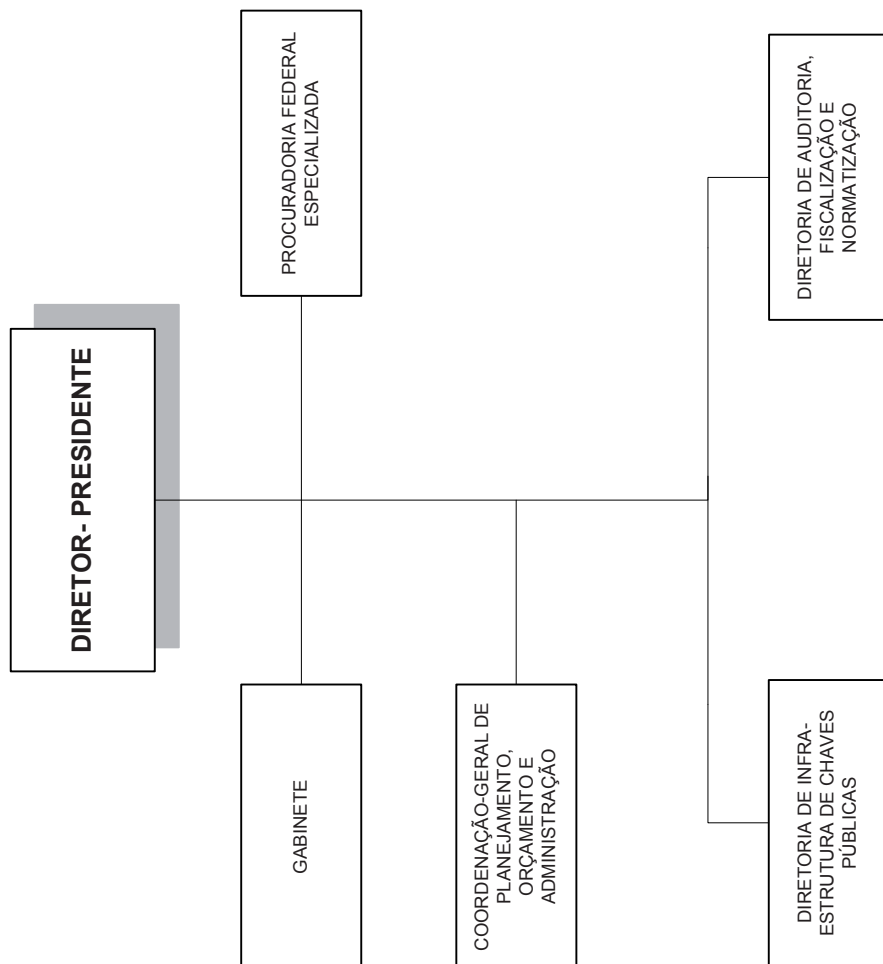 DIRETOR- PRESIDENTE
GABINETE
PROCURADORIA FEDERAL
ESPECIALIZADA
COORDENAÇÃO-GERAL DE
PLANEJAMENTO,
ORÇAMENTO E
ADMINISTRAÇÃO
DIRETORIA DE INFRA-
ESTRUTURA DE CHAVES
PÚBLICAS
DIRETORIA DE AUDITORIA,
FISCALIZAÇÃO E
NORMATIZAÇÃO